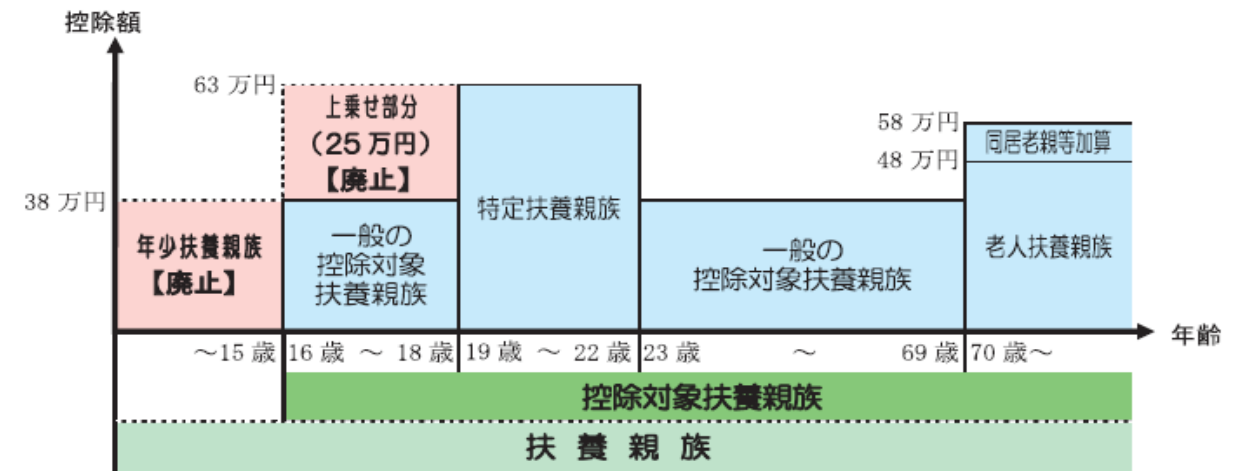 控除額
63 万円
上乗せ部分
（25 万円）
【廃止】
58 万円
同居老親等加算
48 万円
38 万円
特定扶養親族
年少扶養親族
【廃止】
一般の
控除対象
扶養親族
一般の
控除対象扶養親族
老人扶養親族
年齢
～15 歳
16 歳 ～ 18 歳
19 歳 ～ 22 歳
23 歳 ～ 69 歳
70 歳～
控除対象扶養親族
扶 養 親 族